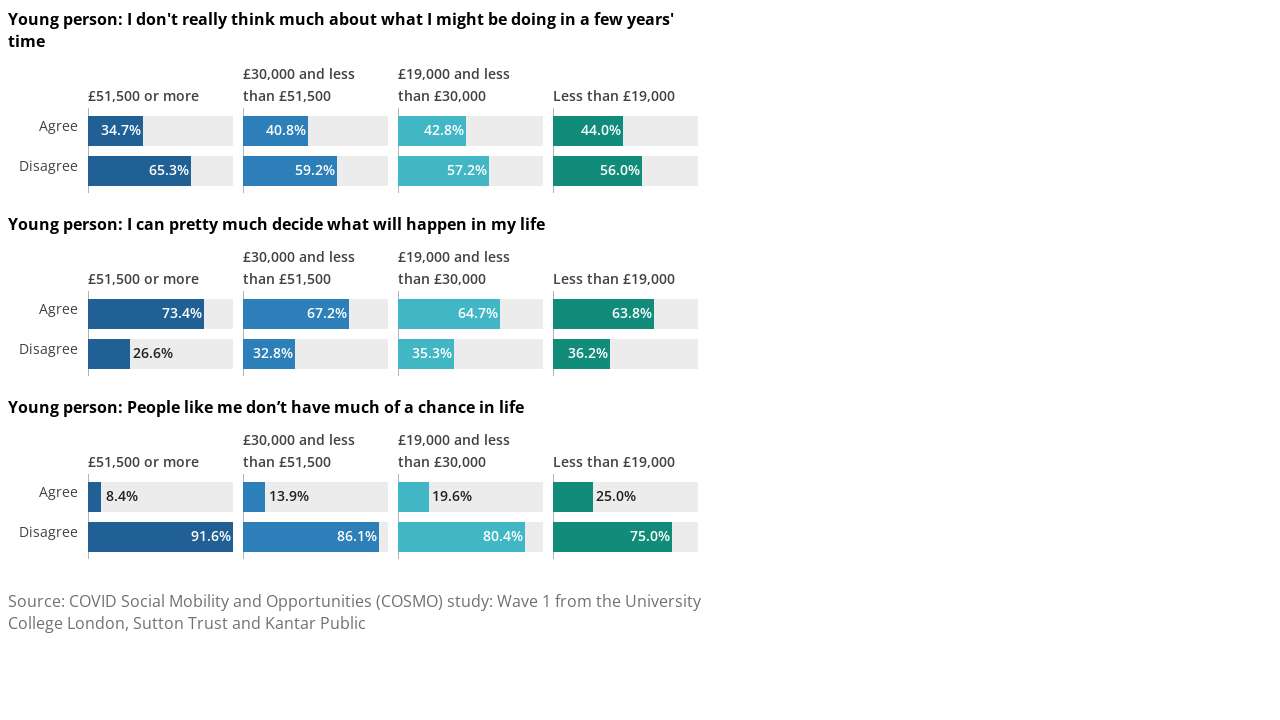 Young person: I don't really think much about what I might be doing in a few years'
time
£30,000 and less £19,000 and less
£51,500 or more than £51,500 than £30,000 Less than £19,000
Agree 34.7% 40.8% 42.8% 44.0%
Disagree 65.3% 59.2% 57.2% 56.0%
Young person: I can pretty much decide what will happen in my life
£30,000 and less £19,000 and less
£51,500 or more than £51,500 than £30,000 Less than £19,000
Agree 73.4% 67.2% 64.7% 63.8%
Disagree 26.6% 32.8% 35.3% 36.2%
Young person: People like me don’t have much of a chance in life
£30,000 and less £19,000 and less
£51,500 or more than £51,500 than £30,000 Less than £19,000
Agree 8.4% 13.9% 19.6% 25.0%
Disagree 91.6% 86.1% 80.4% 75.0%
Source: COVID Social Mobility and Opportunities (COSMO) study: Wave 1 from the University
College London, Sutton Trust and Kantar Public